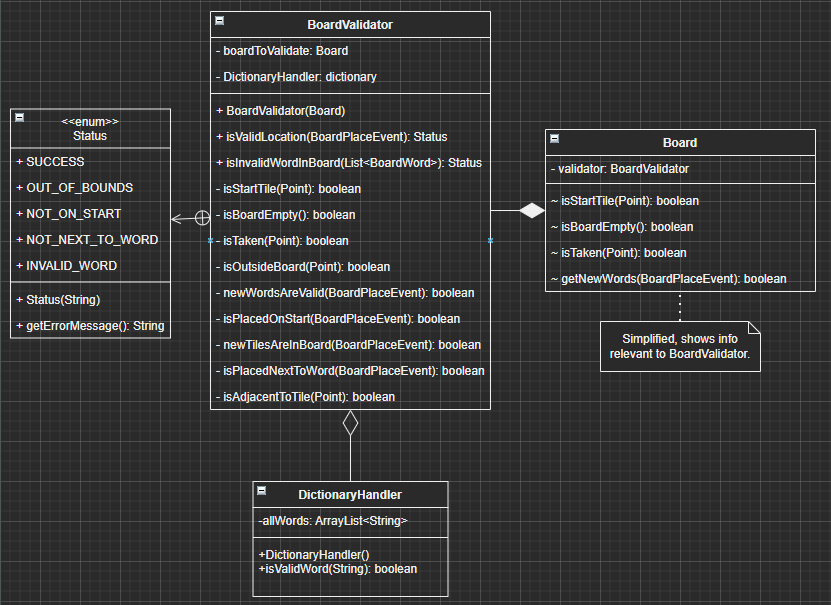 BoardValidator
- boardToValidate: Board
- DictionaryHandler: dictionary
+ BoardValidator(Board)
+ isValidLocation(BoardPlaceEvent): Status
+ isInvalidWordInBoard(List<BoardWord>): Status
- isStartTile(Point): boolean
- isBoardEmpty(): boolean
- isTaken(Point): boolean
- isOutsideBoard(Point): boolean
- newWordsAreValid(BoardPlaceEvent): boolean
- isPlacedOnStart(BoardPlaceEvent): boolean
- newTilesAreInBoard(BoardPlaceEvent): boolean
- isPlacedNextToWord(BoardPlaceEvent): boolean
- isAdjacentToTile(Point): boolean
<<enum>>
Status
+ SUCCESS
+ OUT_OF_BOUNDS
+ NOT_ON_START
+ NOT_NEXT_TO_WORD
+ INVALID_WORD
+ Status(String)
+ getErrorMessage(): String
Board
- validator: BoardValidator
~ isStartTile(Point): boolean
~ isBoardEmpty(): boolean
~ isTaken(Point): boolean
~ getNewWords(BoardPlaceEvent): boolean
Simplified, shows info
relevant to BoardValidator.
DictionaryHandler
-allWords: ArrayList<String>
+DictionaryHandler()
+isValidWord(String): boolean